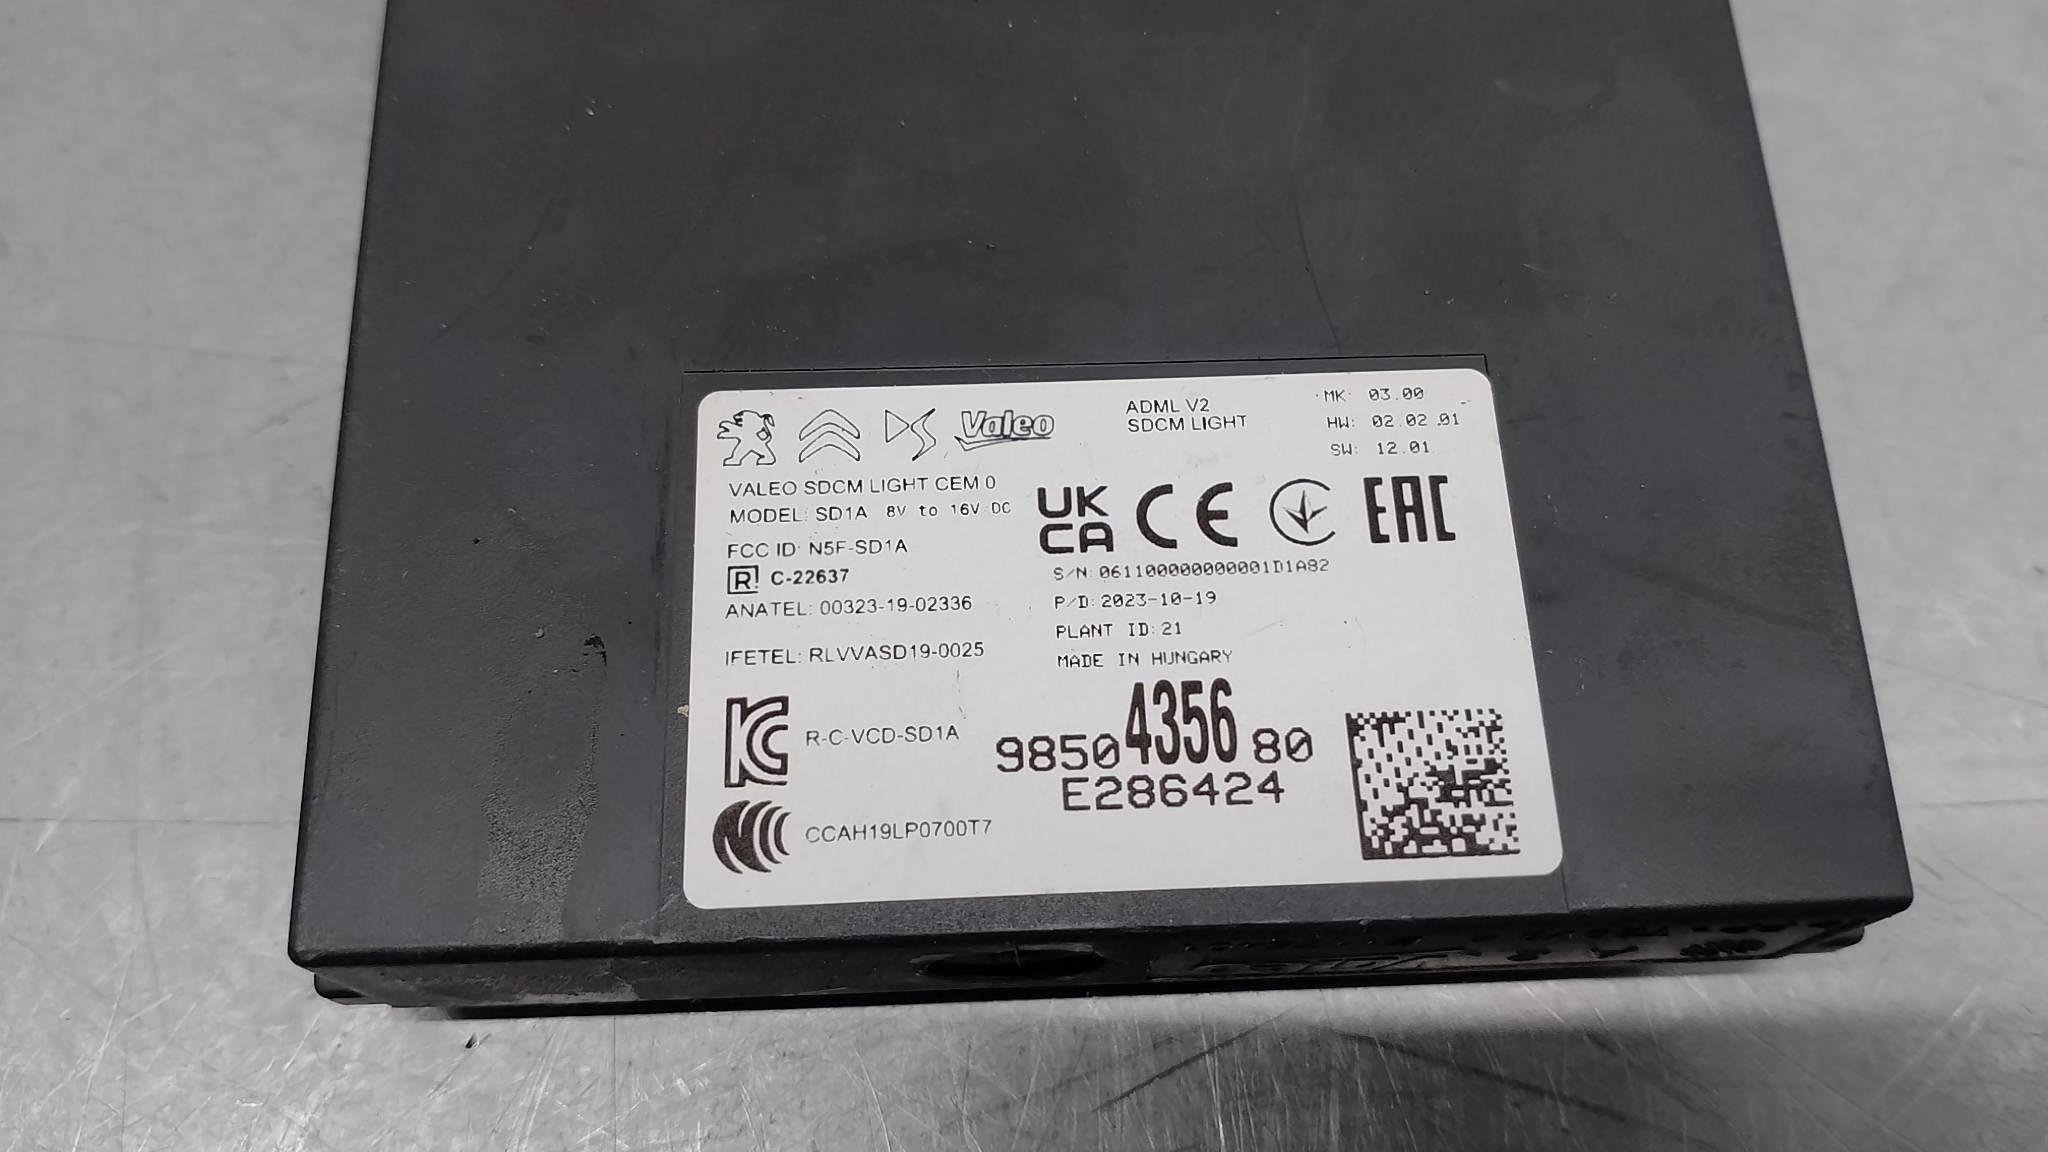 Valeo
ADML V2
SDCM LIGHT
MK: 03.00
HW: 02.02.01
SW: 12.01
VALEO SDCM LIGHT CEM 0
MODEL: SD1A 8V to 16V DC
FCC ID: N5F-SD1A
R C-22637
ANATEL: 00323-19-02336
IFETEL: RLVVASD19-0025
UK
CA CE EAC
S/N: 061100000000001D1A82
P/D: 2023-10-19
PLANT ID: 21
MADE IN HUNGARY
R-C-VCD-SD1A
9850435680
E286424
CCAH19LP0700T7
Valeo